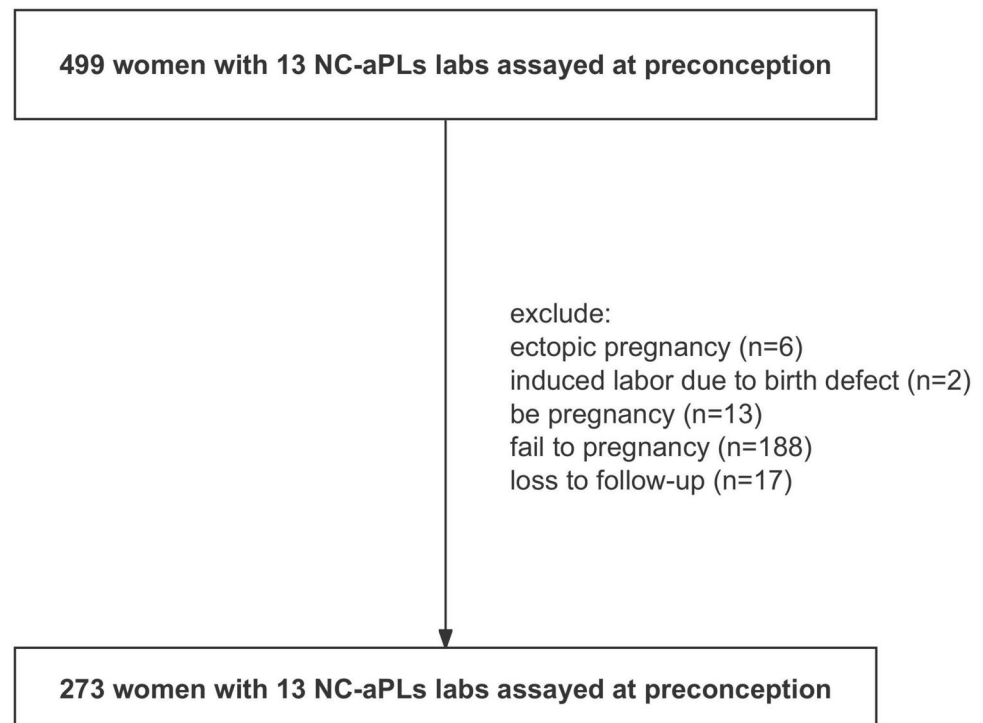 499 women with 13 NC-aPLs labs assayed at preconception
exclude:
ectopic pregnancy (n=6)
induced labor due to birth defect (n=2)
be pregnancy (n=13)
fail to pregnancy (n=188)
loss to follow-up (n=17)
273 women with 13 NC-aPLs labs assayed at preconception